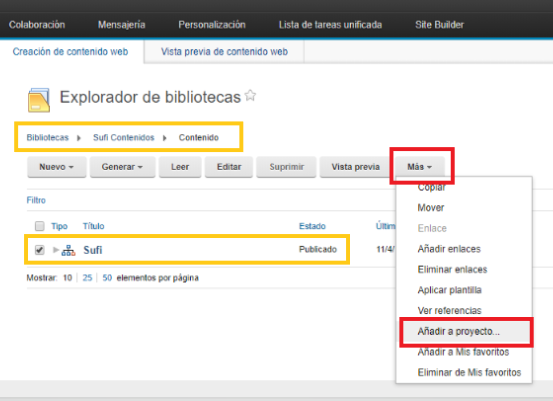 Colaboración Mensajería Personalización Lista de tareas unificada Site Builder
Creación de contenido web Vista previa de contenido web
Explorador de bibliotecas
Bibliotecas Sufi Contenidos Contenido
Nuevo Generar Leer Editar Suprimir Vista previa Más
Copiar
Filtro
Mover
Tipo Título Estado Últim
Enlace
Sufi Publicado 11/4/
Añadir enlaces
Mostrar: 10 | 25 | 50 elementos por página
Eliminar enlaces
Aplicar plantilla
Ver referencias
Añadir a proyecto...
Añadir a Mis favoritos
Eliminar de Mis favoritos